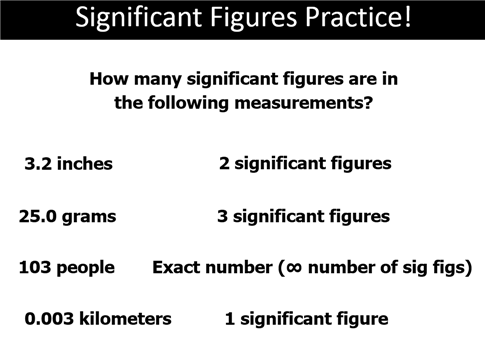 Significant Figures Practice!
How many significant figures are in
the following measurements?
3.2 inches 2 significant figures
25.0 grams 3 significant figures
103 people Exact number (∞ number of sig figs)
0.003 kilometers 1 significant figure